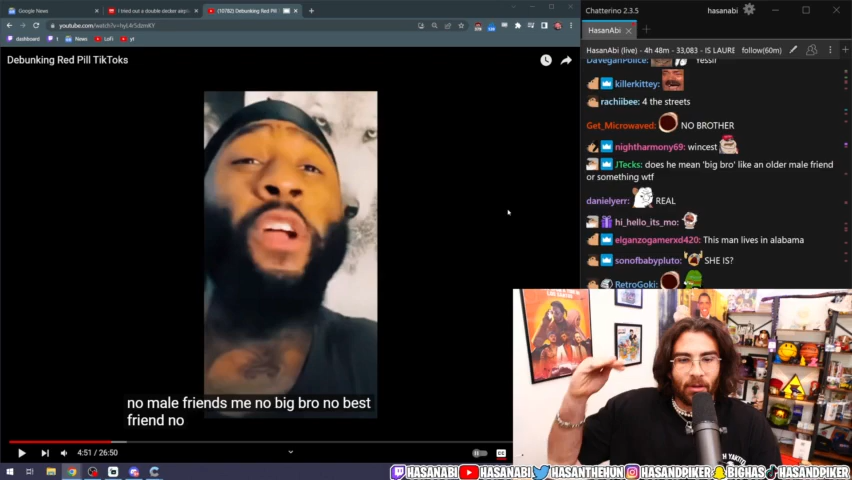 Google News
I tried out a double decker airplan
(10782) Debunking Red Pill
Chatterino 2.3.5
hasanabi
youtube.com/watch?v=hyL4rSdzmKY
HasanAbi
dashboard
1
News
LoFi
yt
HasanAbi (live) - 4h 48m - 33,083 - IS LAURE
follow(60m)
Debunking Red Pill TikToks
DaveganPolice:
Yessir
killerkittey:
rachiibee: 4 the streets
Get_Microwaved:
NO BROTHER
nightharmony69: wincest
JTecks: does he mean 'big bro' like an older male friend
or something wtf
danielyerr:
REAL
hi_hello_its_mo:
elganzogamerxd420: This man lives in alabama
sonofbabypluto:
SHE IS?
RetroGoki:
no male friends me no big bro no best
friend no
4:51 / 26:50
CC
HASANABI
HASANABI
HASANTHEHUN
HASANDPIKER
BIGHAS
HASANDPIKER